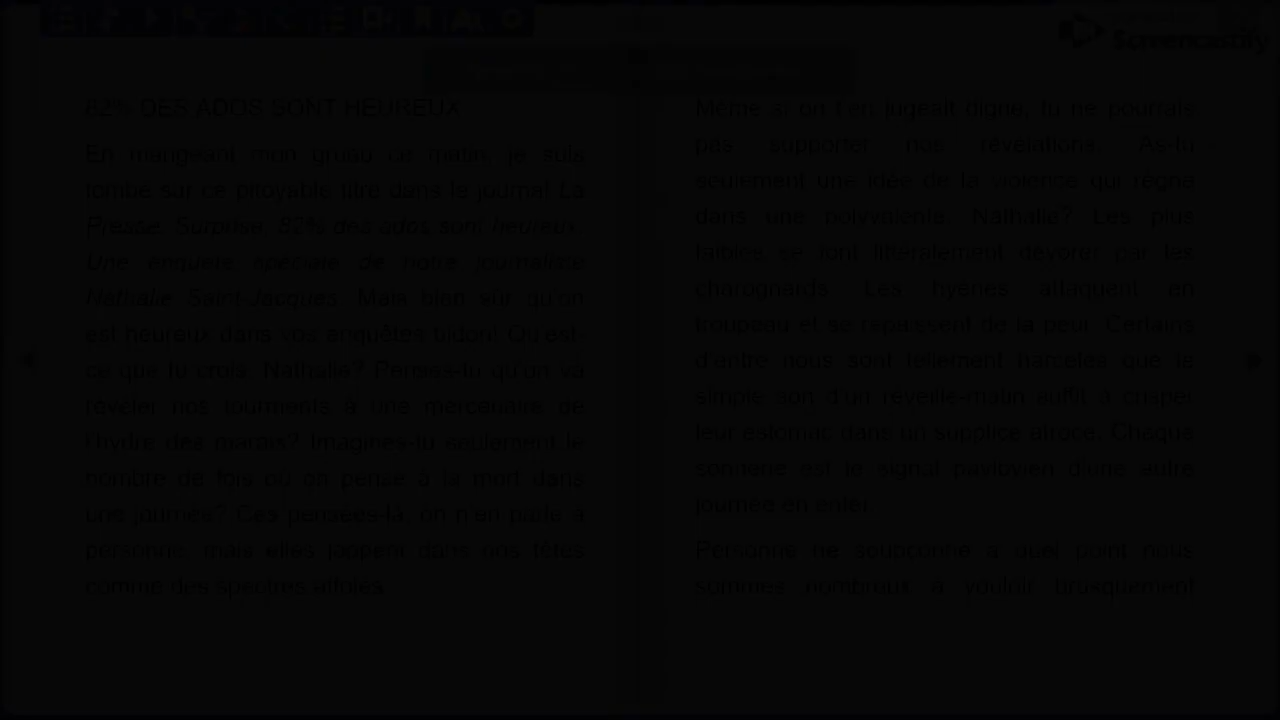 Screencastify
82% DES ADOS SONT HEUREUX
En mangeant mon gruau ce matin, je suis
tombé sur ce pitoyable titre dans le journal La
Presse. Surprise, 82% des ados sont heureux.
Une enquête spéciale de notre journaliste
Nathalie Saint-Jacques. Mais bien sûr qu'on
est heureux dans vos enquêtes bidon! Qu'est-
ce que tu crois, Nathalie? Penses-tu qu'on va
révéler nos tourments à une mercenaire de
l'hydre des marais? Imagines-tu seulement le
nombre de fois où on pense à la mort dans
une journée? Ces pensées-là, on n'en parle à
personne, mais elles jappent dans nos têtes
comme des spectres
Même si on t'en jugeait digne, tu ne pourrais
pas supporter nos révélations. As-tu
seulement une idée de la violence qui règne
dans une polyvalente, Nathalie? Les plus
faibles se font littéralement dévorer par les
charognards. Les hyènes attaquent en
troupeau et se repaissent de la peur. Certains
d'entre nous sont tellement harcelés que le
simple son d'un réveille-matin suffit à crisper
leur estomac dans un supplice atroce. Chaque
sonnerie est le signal pavlovien d'une autre
journée en enfer.
Personne ne soupçonne à quel point nous
sommes nombreux à vouloir brusquement